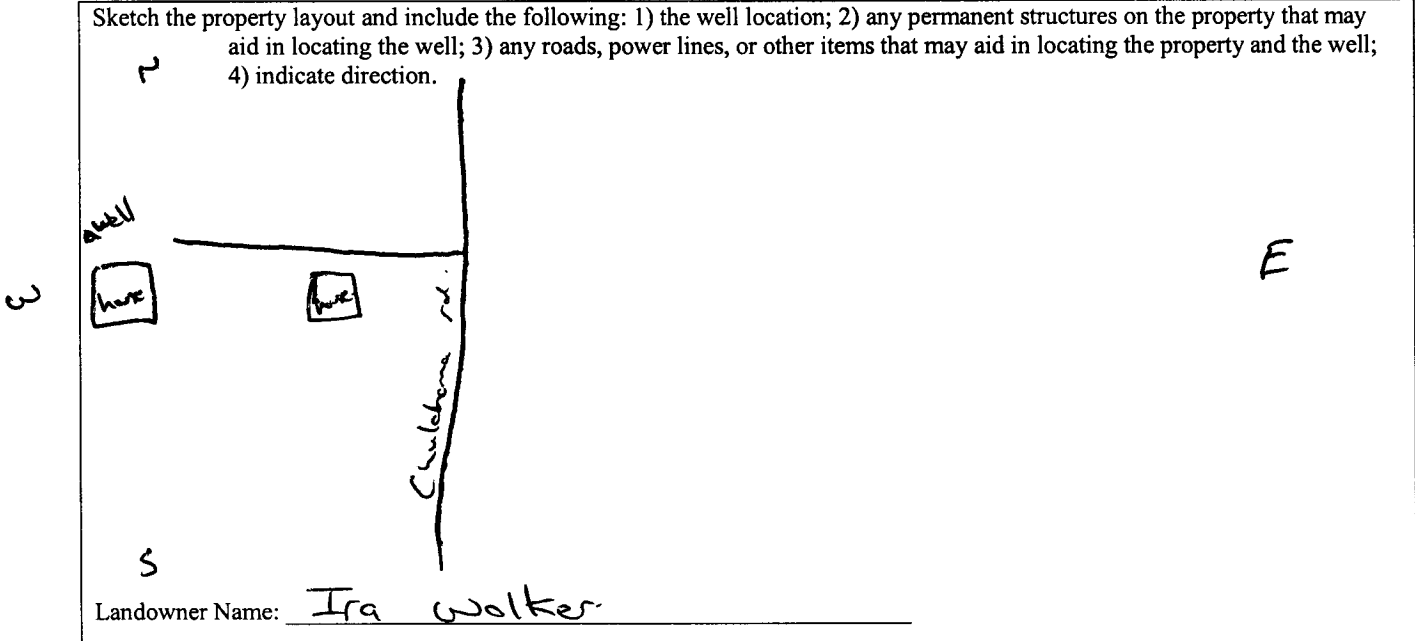 Sketch the property layout and include the following: 1) the well location; 2) any permanent structures on the property that may
aid in locating the well; 3) any roads, power lines, or other items that may aid in locating the property and the well;
4) indicate direction.
N
well
E
W
house
house
Chulahoma rd.
S
Landowner Name: Ira Walker